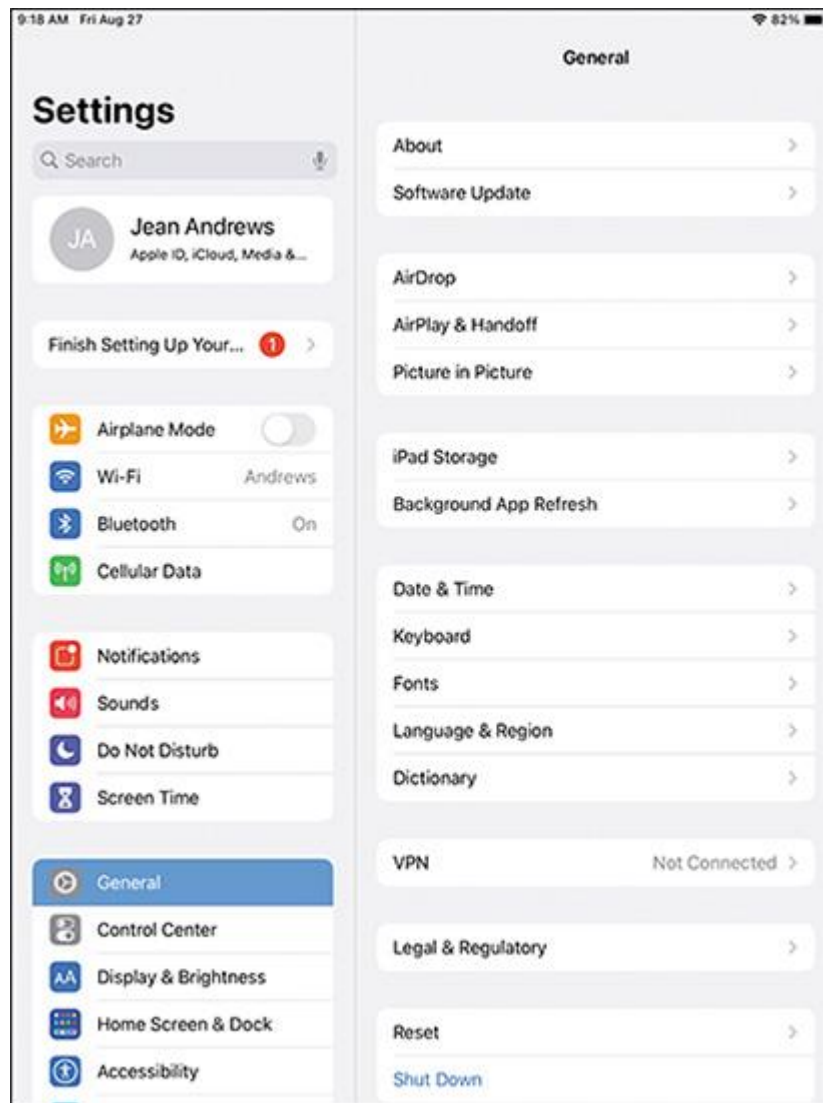 9:18 AM Fri Aug 27
82%
Settings
Search
JA
Jean Andrews
Apple ID, iCloud, Media &...
Finish Setting Up Your... 1
Airplane Mode
Wi-Fi Andrews
Bluetooth On
Cellular Data
Notifications
Sounds
Do Not Disturb
Screen Time
General
Control Center
AA Display & Brightness
Home Screen & Dock
Accessibility
General
About
Software Update
AirDrop
AirPlay & Handoff
Picture in Picture
iPad Storage
Background App Refresh
Date & Time
Keyboard
Fonts
Language & Region
Dictionary
VPN Not Connected
Legal & Regulatory
Reset
Shut Down